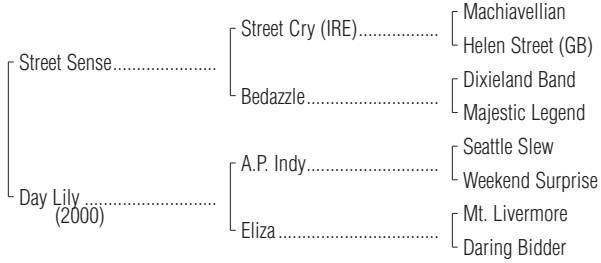 Machiavellian
Street Cry (IRE)..................
Helen Street (GB)
Street Sense.......................
Dixieland Band
Bedazzle.............................
Majestic Legend
Seattle Slew
A.P. Indy.............................
Weekend Surprise
Day Lily .............................
(2000)
Mt. Livermore
Eliza ...................................
Daring Bidder